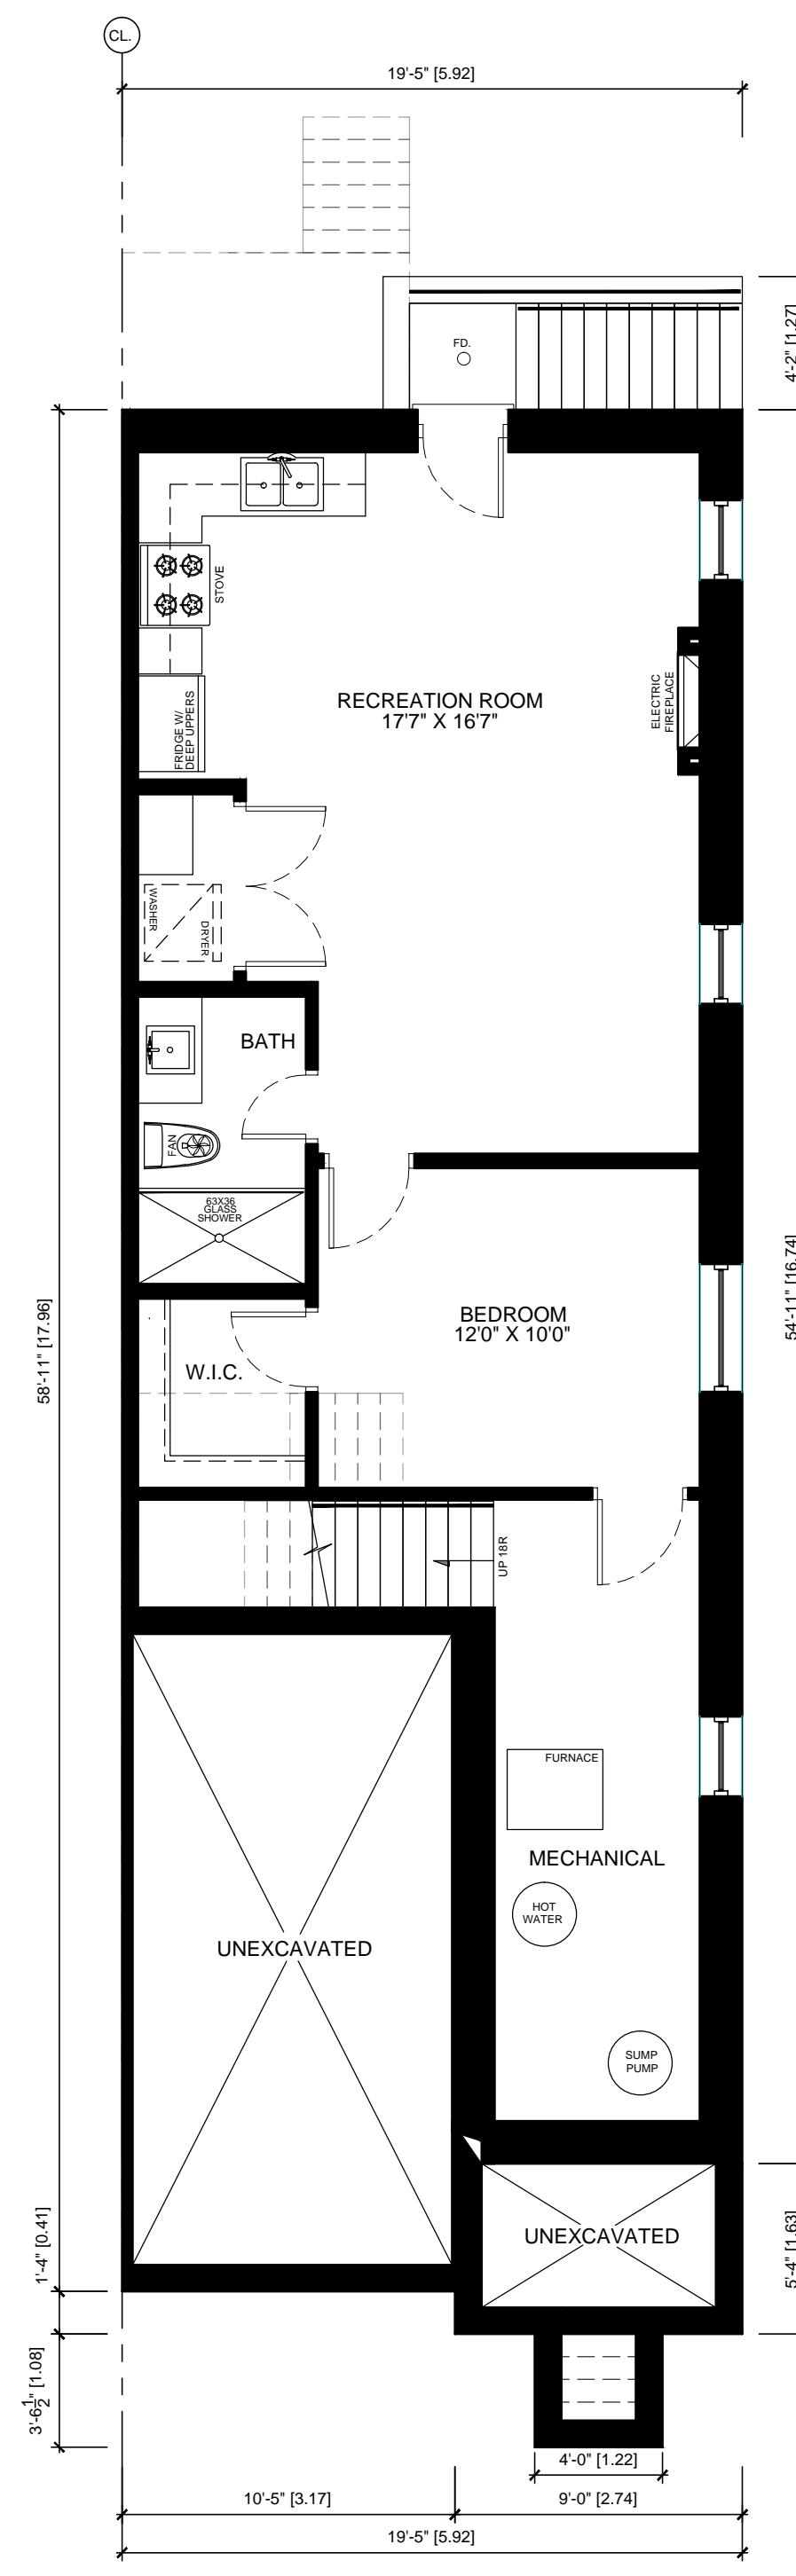 CL.
19'-5" [5.92]
4'-2" [1.27]
FD.
STOVE
FRIDGE W/
DEEP UPPERS
RECREATION ROOM
17'7" X 16'7"
ELECTRIC
FIREPLACE
WASHER
DRYER
BATH
FAN
63X36
GLASS
SHOWER
54'-11" [16.74]
58'-11" [17.96]
BEDROOM
12'0" X 10'0"
W.I.C.
UP 18R
FURNACE
MECHANICAL
HOT
WATER
UNEXCAVATED
SUMP
PUMP
UNEXCAVATED
1'-4" [0.41]
5'-4" [1.63]
3'-6 1/2" [1.08]
4'-0" [1.22]
10'-5" [3.17]
9'-0" [2.74]
19'-5" [5.92]